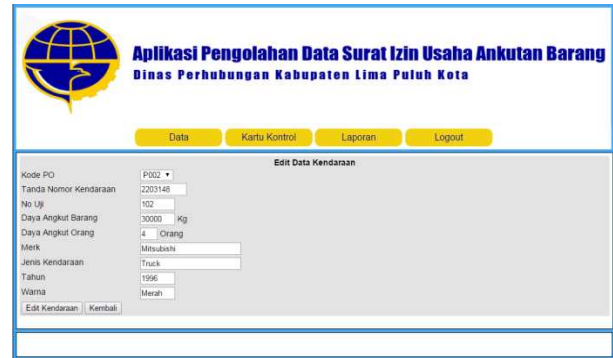 Aplikasi Pengolahan Data Surat Izin Usaha Ankutan Barang
Dinas Perhubungan Kabupaten Lima Puluh Kota
Data Kartu Kontrol Laporan Logout
Edit Data Kendaraan
Kode PO P002
Tanda Nomor Kendaraan 2203148
No Uji 102
Daya Angkut Barang 30000 Kg
Daya Angkut Orang 4 Orang
Merk Mitsubishi
Jenis Kendaraan Truck
Tahun 1996
Warna Merah
Edit Kendaraan Kembali